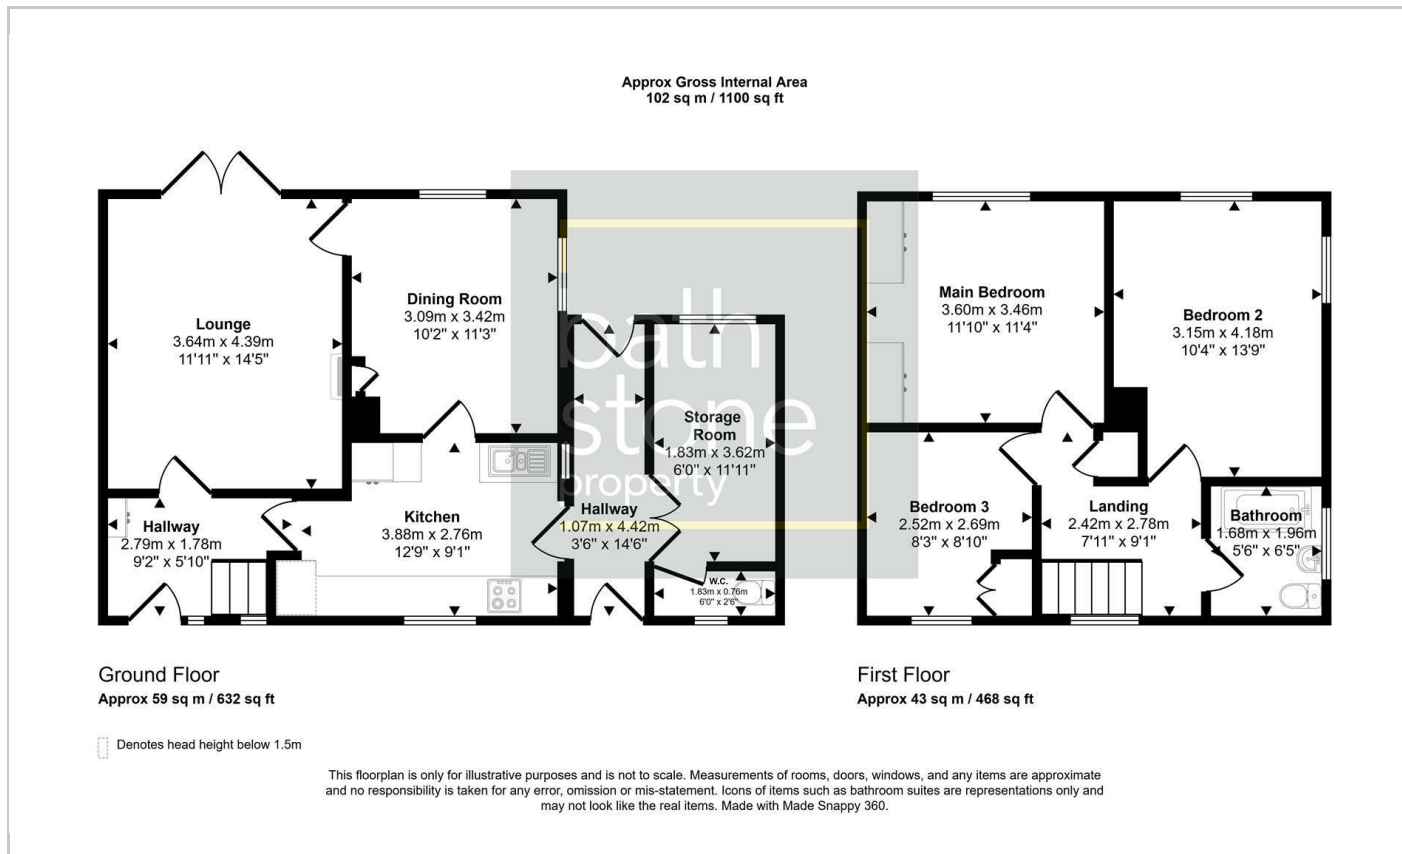 Approx Gross Internal Area
102 sq m / 1100 sq ft
Lounge
3.64m x 4.39m
11'11" x 14'5"
Dining Room
3.09m x 3.42m
10'2" x 11'3"
Hallway
2.79m x 1.78m
9'2" x 5'10"
Kitchen
3.88m x 2.76m
12'9" x 9'1"
Hallway
1.07m x 4.42m
3'6" x 14'6"
Storage
Room
1.83m x 3.62m
6'0" x 11'11"
W.C.
1.83m x 0.76m
6'0" x 2'6"
bath
stone
property
Main Bedroom
3.60m x 3.46m
11'10" x 11'4"
Bedroom 2
3.15m x 4.18m
10'4" x 13'9"
Bedroom 3
2.52m x 2.69m
8'3" x 8'10"
Landing
2.42m x 2.78m
7'11" x 9'1"
Bathroom
1.68m x 1.96m
5'6" x 6'5"
Ground Floor
Approx 59 sq m / 632 sq ft
First Floor
Approx 43 sq m / 468 sq ft
Denotes head height below 1.5m
This floorplan is only for illustrative purposes and is not to scale. Measurements of rooms, doors, windows, and any items are approximate
and no responsibility is taken for any error, omission or mis-statement. Icons of items such as bathroom suites are representations only and
may not look like the real items. Made with Made Snappy 360.